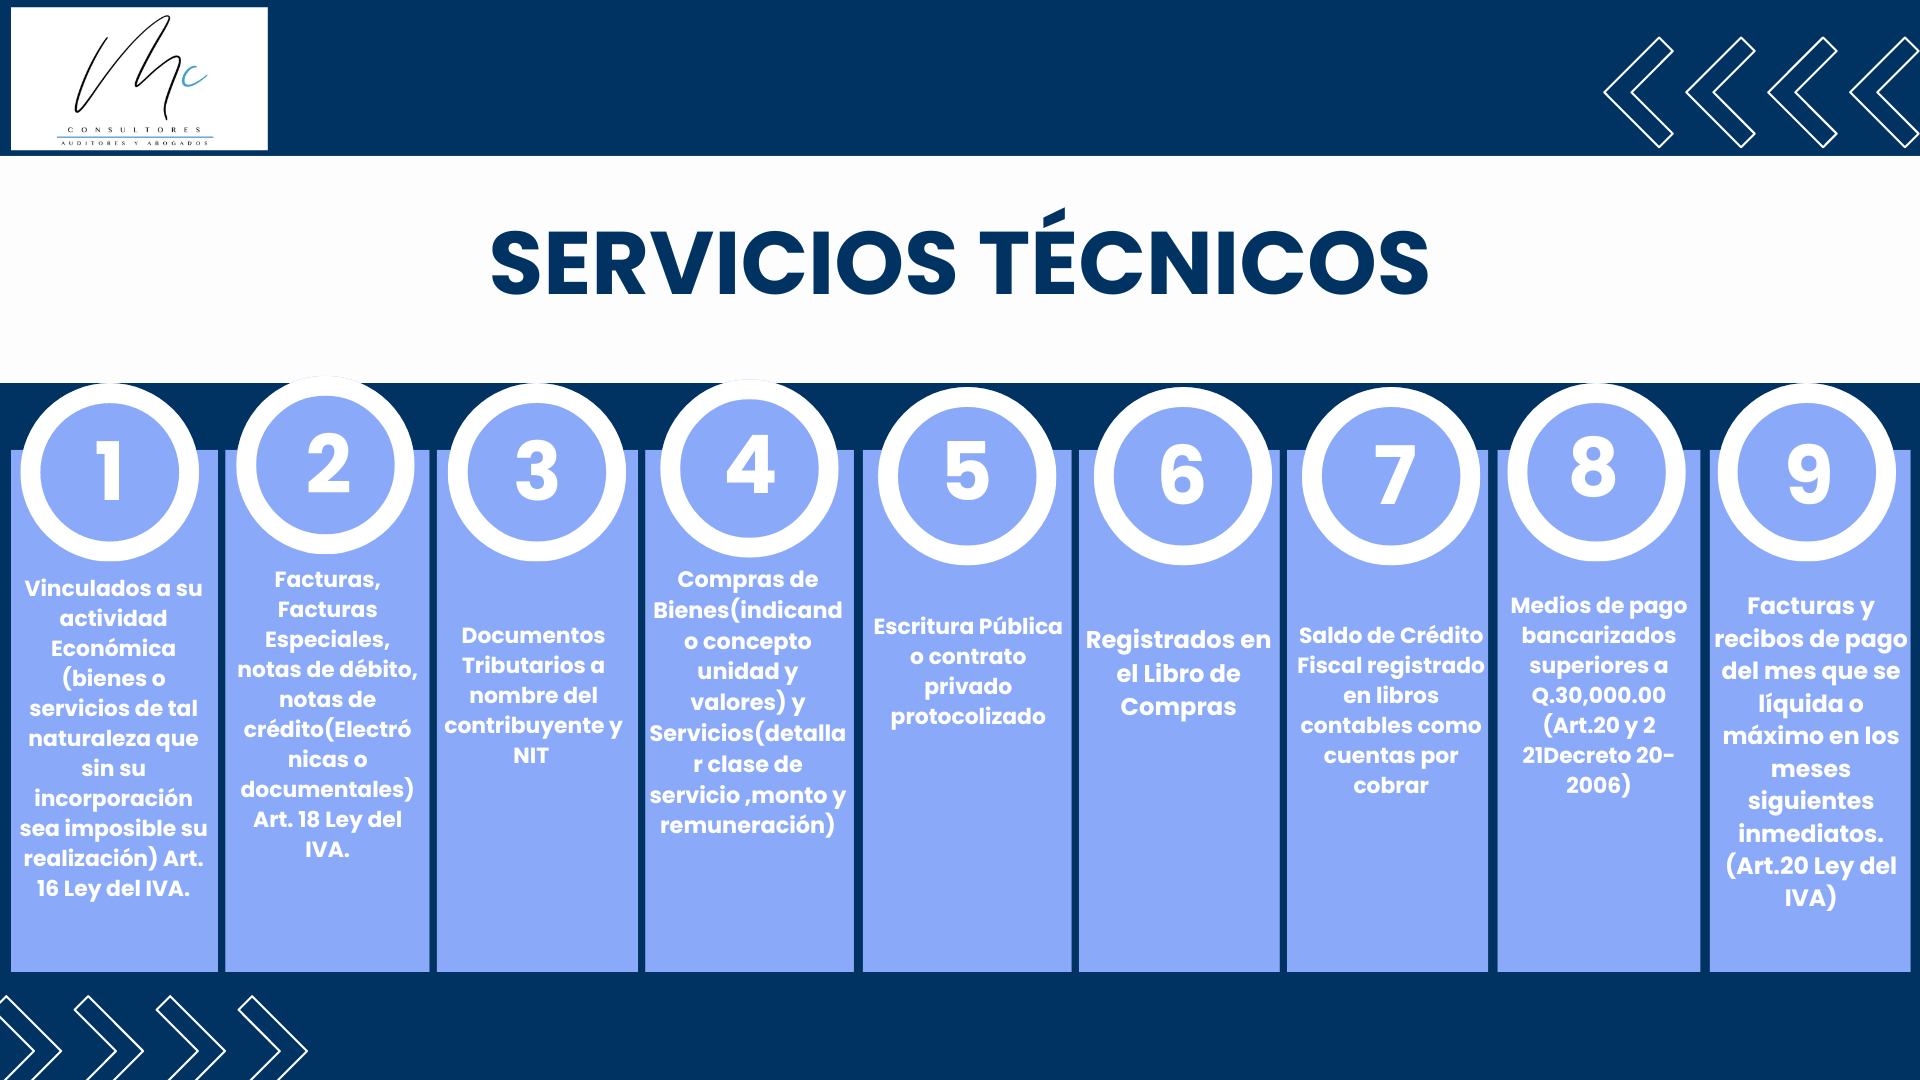 Mc
CONSULTORES
AUDITORES Y ABOGADOS
SERVICIOS TÉCNICOS
1
Vinculados a su
actividad
Económica
(bienes o
servicios de tal
naturaleza que
sin su
incorporación
sea imposible su
realización) Art.
16 Ley del IVA.
2
Facturas,
Facturas
Especiales,
notas de débito,
notas de
crédito(Electró
nicas o
documentales)
Art. 18 Ley del
IVA.
3
Documentos
Tributarios a
nombre del
contribuyente y
NIT
4
Compras de
Bienes(indicand
o concepto
unidad y
valores) y
Servicios(detalla
r clase de
servicio ,monto y
remuneración)
5
Escritura Pública
o contrato
privado
protocolizado
6
Registrados en
el Libro de
Compras
7
Saldo de Crédito
Fiscal registrado
en libros
contables como
cuentas por
cobrar
8
Medios de pago
bancarizados
superiores a
Q.30,000.00
(Art.20 y 2
21Decreto 20-
2006)
9
Facturas y
recibos de pago
del mes que se
líquida o
máximo en los
meses
siguientes
inmediatos.
(Art.20 Ley del
IVA)